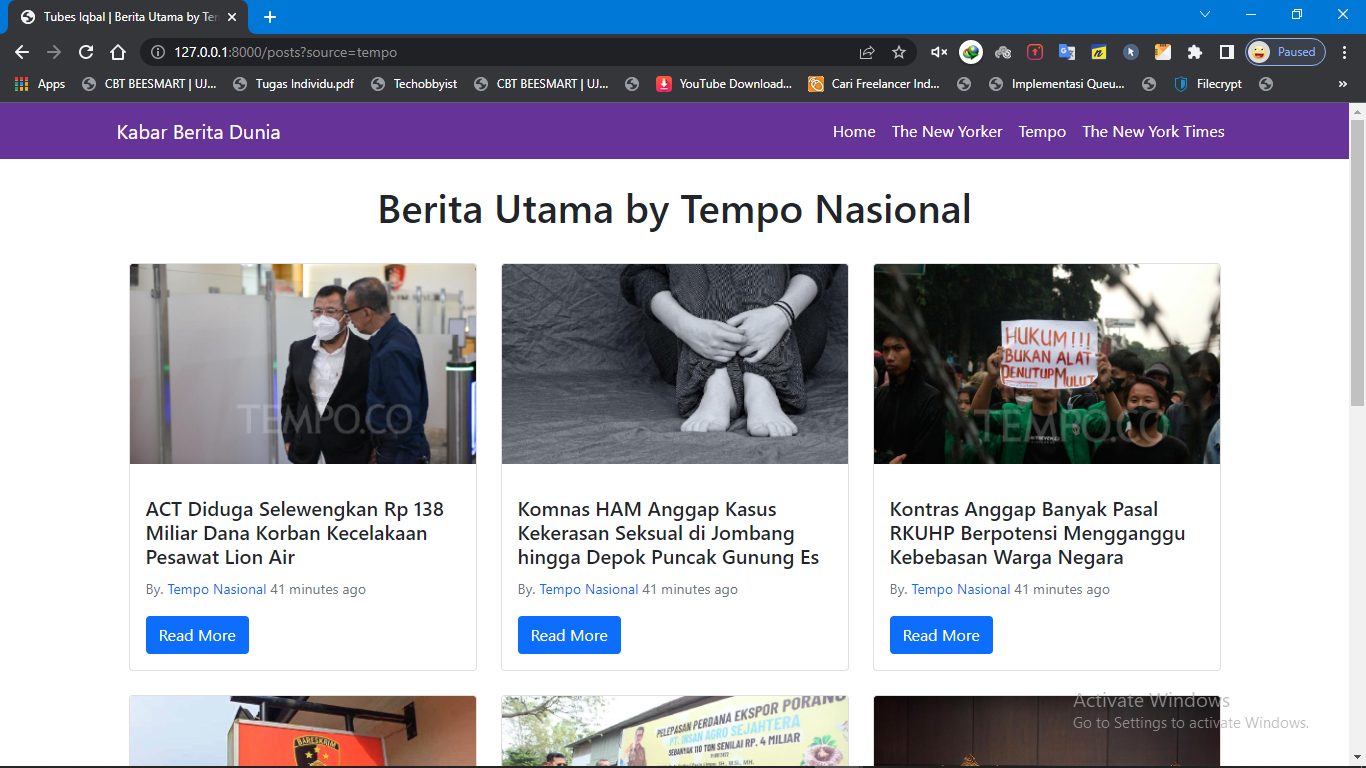 Tubes Iqbal | Berita Utama by Ter
127.0.0.1:8000/posts?source=tempo
Paused
Apps
CBT BEESMART | UJ...
Tugas Individu.pdf
Techobbyist
CBT BEESMART | UJ...
YouTube Download...
Cari Freelancer Ind...
Implementasi Queu...
Filecrypt
»
Kabar Berita Dunia
Home
The New Yorker
Tempo
The New York Times
Berita Utama by Tempo Nasional
TEMPO.CO
HUKUM!!!
BUKAN ALAT
PENUTUP MULUT
TEMPO.CO
ACT Diduga Selewengkan Rp 138
Miliar Dana Korban Kecelakaan
Pesawat Lion Air
By. Tempo Nasional 41 minutes ago
Read More
Komnas HAM Anggap Kasus
Kekerasan Seksual di Jombang
hingga Depok Puncak Gunung Es
By. Tempo Nasional 41 minutes ago
Read More
Kontras Anggap Banyak Pasal
RKUHP Berpotensi Mengganggu
Kebebasan Warga Negara
By. Tempo Nasional 41 minutes ago
Read More
BARESKRIM
PELEPASAN PERDANA EKSPOR PORANG
PT. INSAN AGRO SEJAHTERA
SEBANYAK 110 TON SENILAI RP. 4 MILIAR
Activate Windows
Go to Settings to activate Windows.